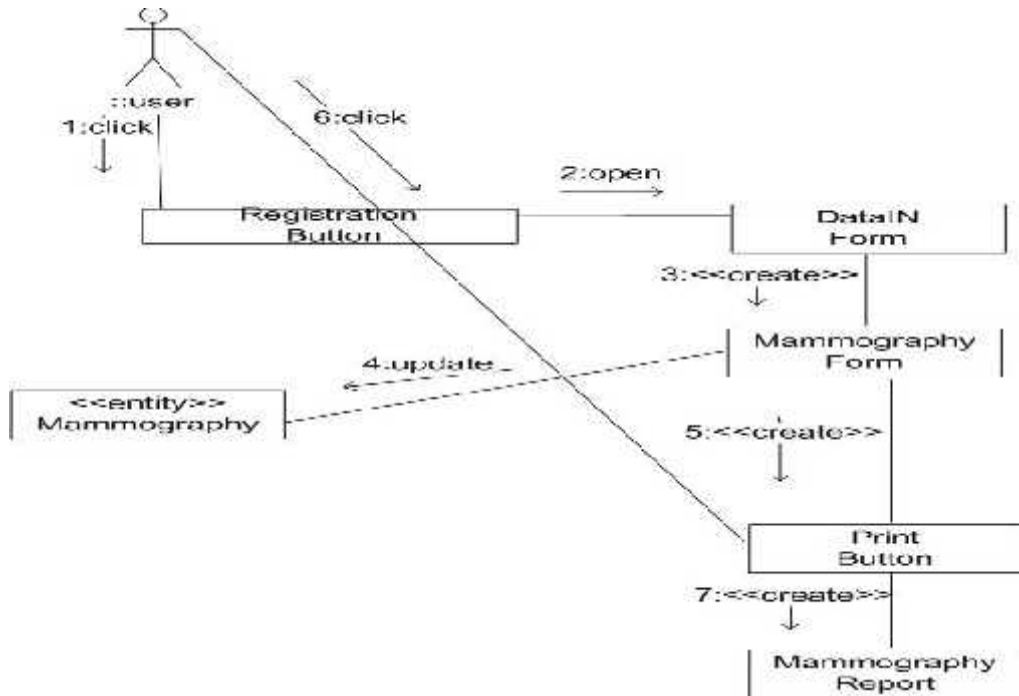 ::user
1:click
6:click
2:open
Registration
Button
DataIN
Form
3:<<create>>
Mammography
Form
4:update
<<entity>>
Mammography
5:<<create>>
Print
Button
7:<<create>>
Mammography
Report